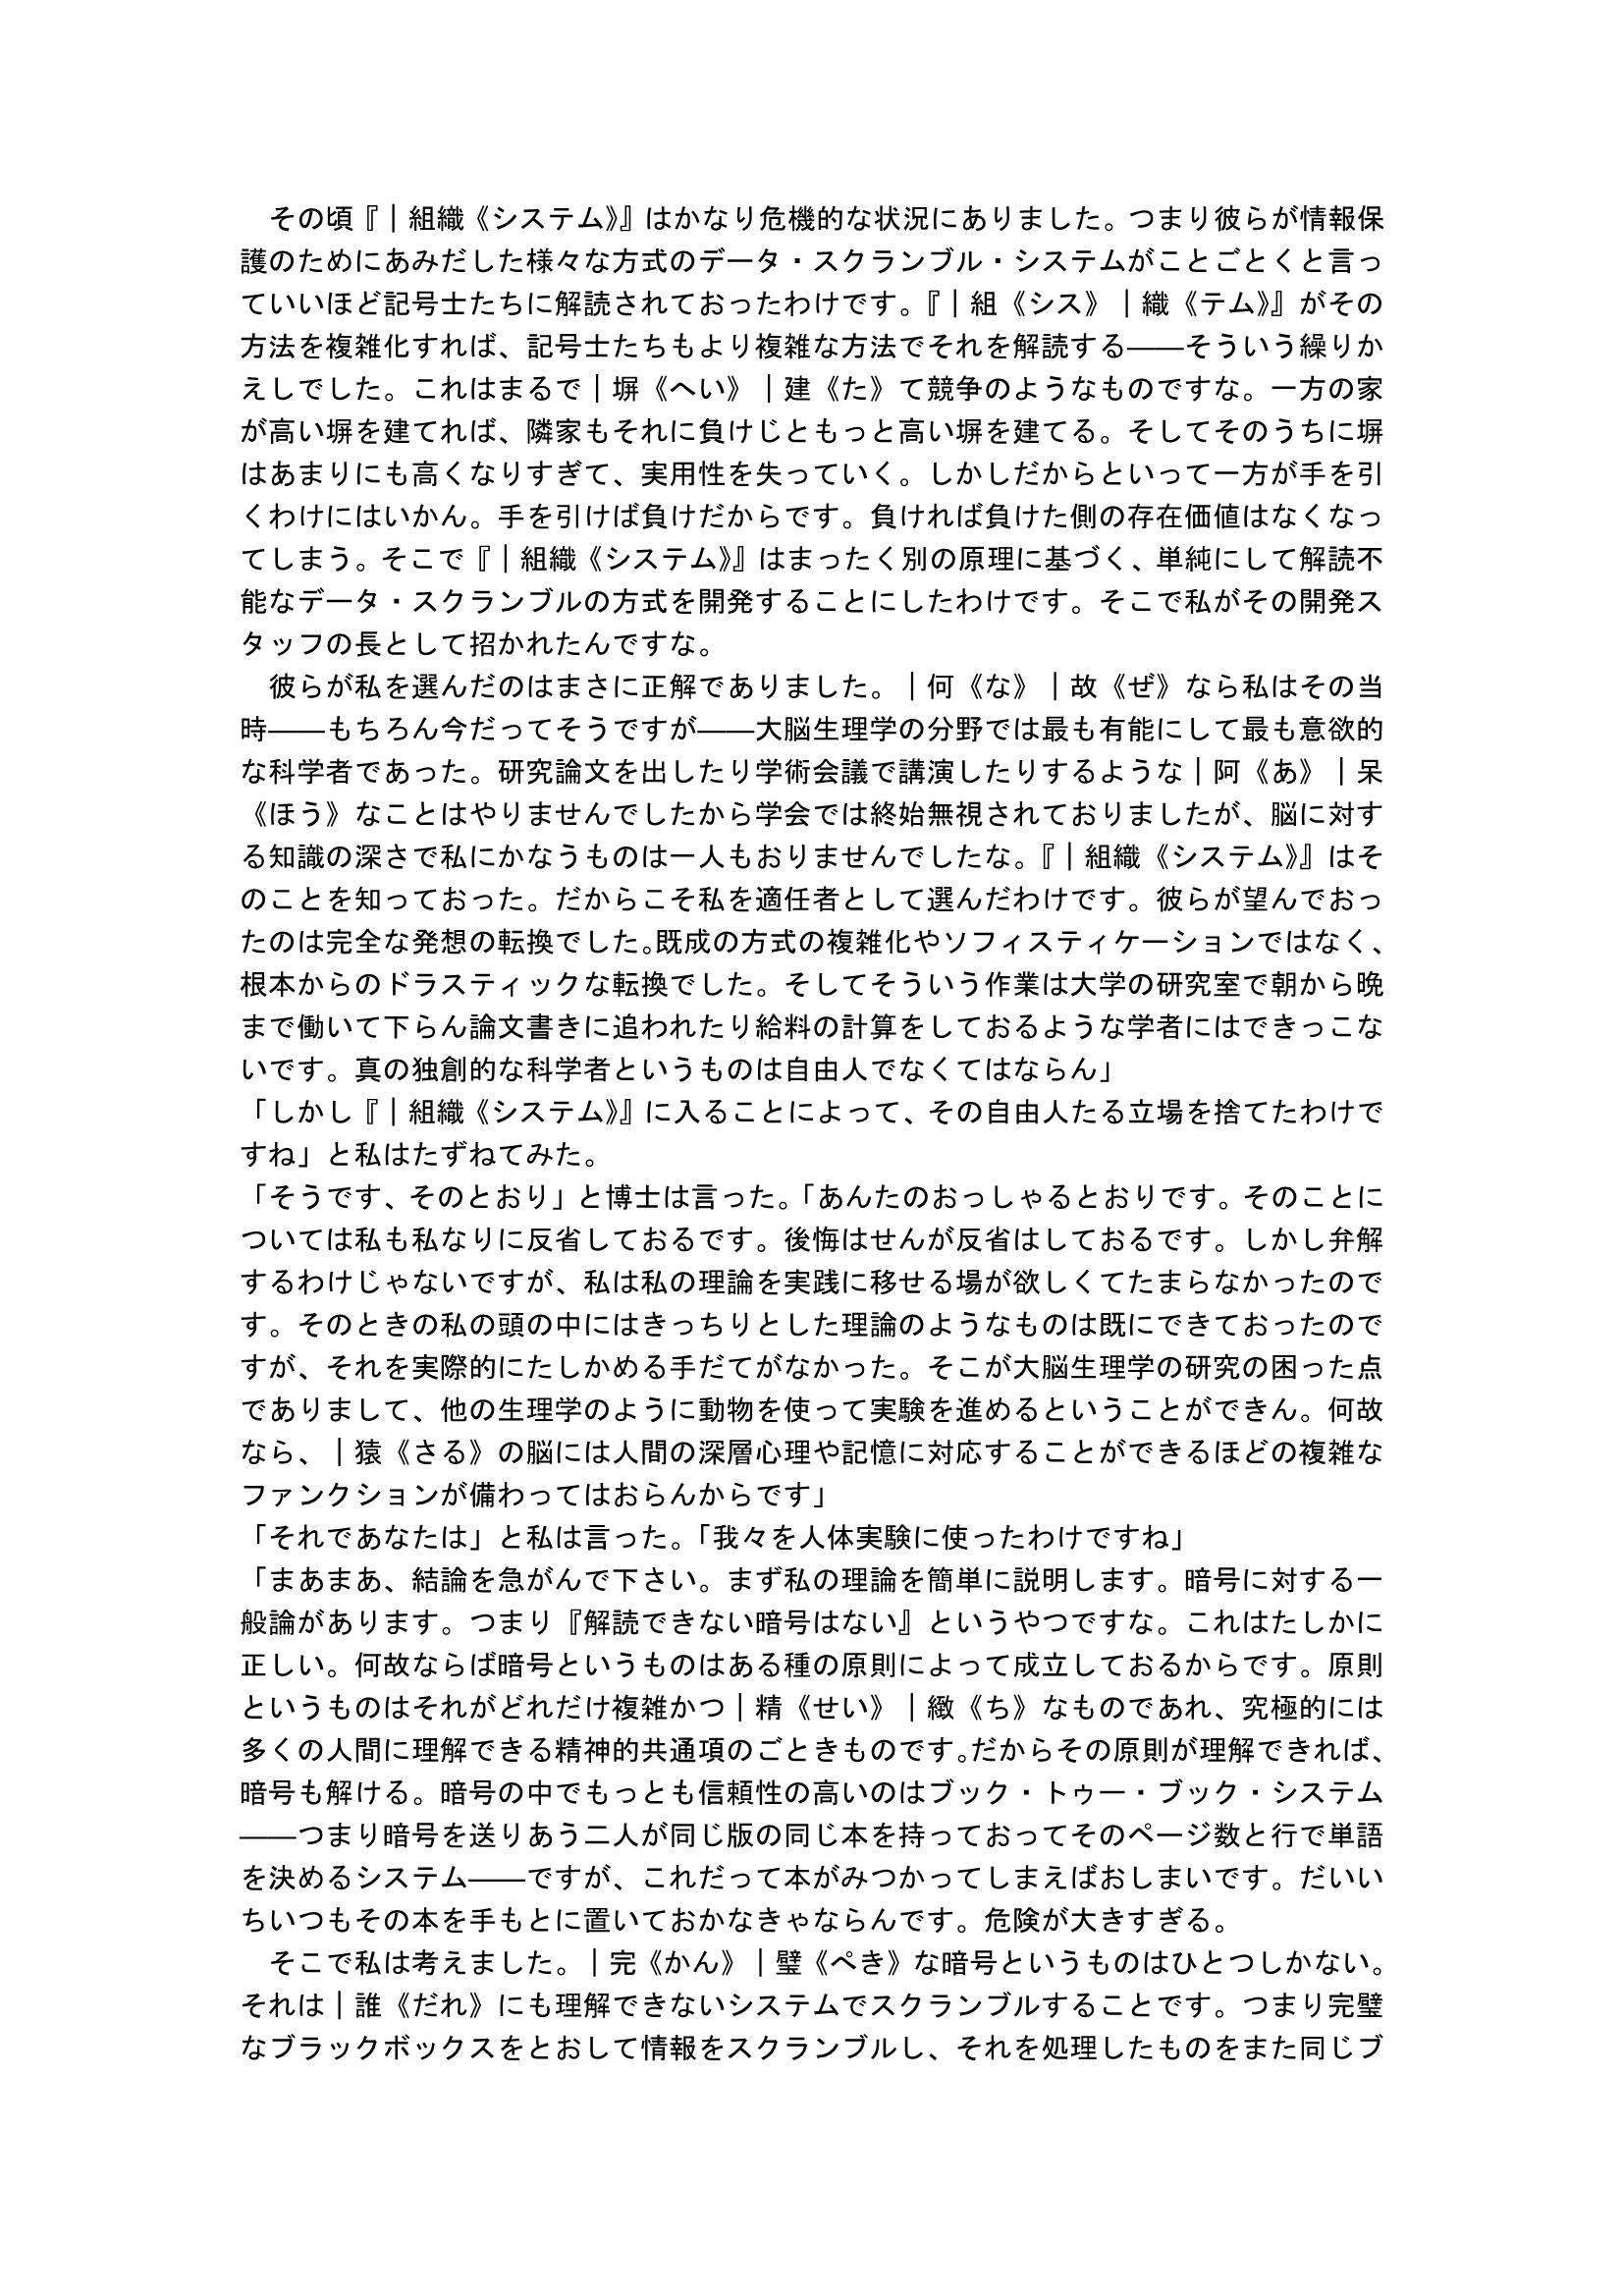 その頃『｜組織《システム》』はかなり危機的な状況にありました。つまり彼らが情報保
護のためにあみだした様々な方式のデータ・スクランブル・システムがことごとくと言っ
ていいほど記号士たちに解読されておったわけです。『｜組《シス》｜織《テム》』がその
方法を複雑化すれば、記号士たちもより複雑な方法でそれを解読する――そういう繰りか
えしでした。これはまるで｜塀《へい》｜建《た》て競争のようなものですな。一方の家
が高い塀を建てれば、隣家もそれに負けじともっと高い塀を建てる。そしてそのうちに塀
はあまりにも高くなりすぎて、実用性を失っていく。しかしだからといって一方が手を引
くわけにはいかん。手を引けば負けだからです。負ければ負けた側の存在価値はなくなっ
てしまう。そこで『｜組織《システム》』はまったく別の原理に基づく、単純にして解読不
能なデータ・スクランブルの方式を開発することにしたわけです。そこで私がその開発ス
タッフの長として招かれたんですな。
　彼らが私を選んだのはまさに正解でありました。｜何《な》｜故《ぜ》なら私はその当
時――もちろん今だってそうですが――大脳生理学の分野では最も有能にして最も意欲的
な科学者であった。研究論文を出したり学術会議で講演したりするような｜阿《あ》｜呆
《ほう》なことはやりませんでしたから学会では終始無視されておりましたが、脳に対す
る知識の深さで私にかなうものは一人もおりませんでしたな。『｜組織《システム》』はそ
のことを知っておった。だからこそ私を適任者として選んだわけです。彼らが望んでおっ
たのは完全な発想の転換でした。既成の方式の複雑化やソフィスティケーションではなく、
根本からのドラスティックな転換でした。そしてそういう作業は大学の研究室で朝から晩
まで働いて下らん論文書きに追われたり給料の計算をしておるような学者にはできっこな
いです。真の独創的な科学者というものは自由人でなくてはならん」
「しかし『｜組織《システム》』に入ることによって、その自由人たる立場を捨てたわけで
すね」と私はたずねてみた。
「そうです、そのとおり」と博士は言った。「あんたのおっしゃるとおりです。そのことに
ついては私も私なりに反省しておるです。後悔はせんが反省はしておるです。しかし弁解
するわけじゃないですが、私は私の理論を実践に移せる場が欲しくてたまらなかったので
す。そのときの私の頭の中にはきっちりとした理論のようなものは既にできておったので
すが、それを実際的にたしかめる手だてがなかった。そこが大脳生理学の研究の困った点
でありまして、他の生理学のように動物を使って実験を進めるということができん。何故
なら、｜猿《さる》の脳には人間の深層心理や記憶に対応することができるほどの複雑な
ファンクションが備わってはおらんからです」
「それであなたは」と私は言った。「我々を人体実験に使ったわけですね」
「まあまあ、結論を急がんで下さい。まず私の理論を簡単に説明します。暗号に対する一
般論があります。つまり『解読できない暗号はない』というやつですな。これはたしかに
正しい。何故ならば暗号というものはある種の原則によって成立しておるからです。原則
というものはそれがどれだけ複雑かつ｜精《せい》｜緻《ち》なものであれ、究極的には
多くの人間に理解できる精神的共通項のごときものです。だからその原則が理解できれば、
暗号も解ける。暗号の中でもっとも信頼性の高いのはブック・トゥー・ブック・システム
――つまり暗号を送りあう二人が同じ版の同じ本を持っておってそのページ数と行で単語
を決めるシステム――ですが、これだって本がみつかってしまえばおしまいです。だいい
ちいつもその本を手もとに置いておかなきゃならんです。危険が大きすぎる。
　そこで私は考えました。｜完《かん》｜璧《ぺき》な暗号というものはひとつしかない。
それは｜誰《だれ》にも理解できないシステムでスクランブルすることです。つまり完璧
なブラックボックスをとおして情報をスクランブルし、それを処理したものをまた同じブ